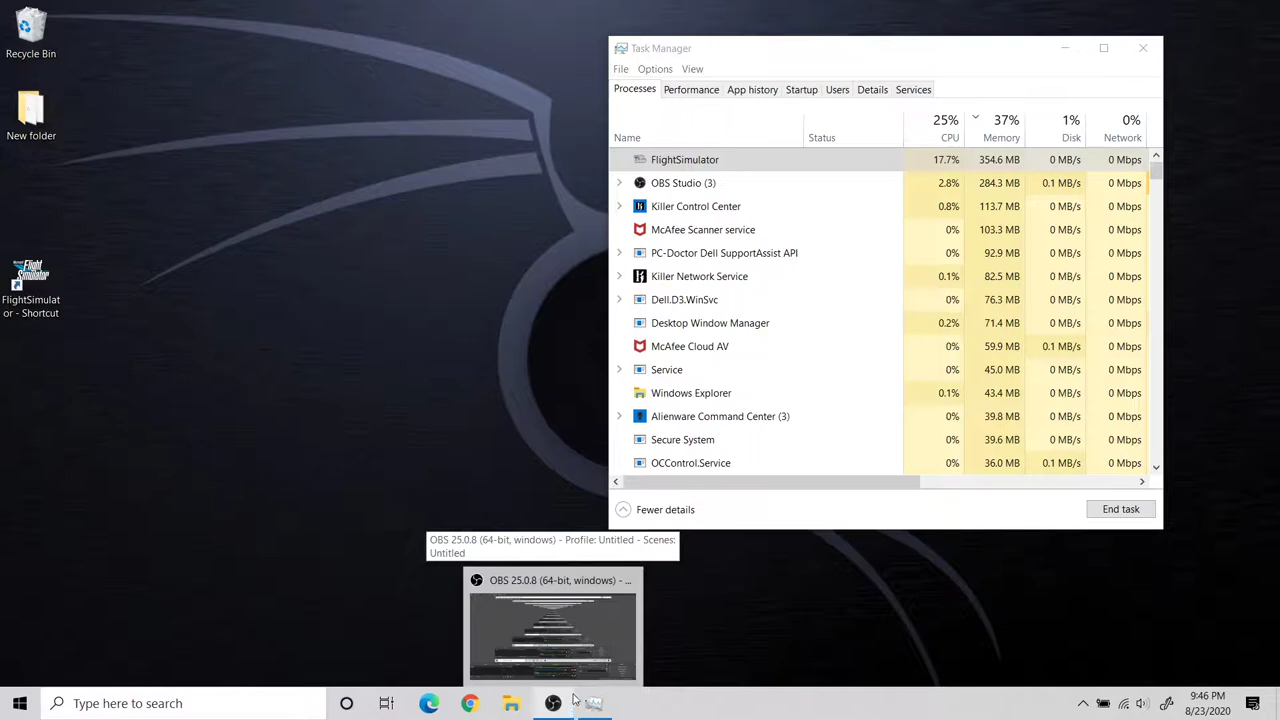 Recycle Bin
New folder
Flight
Simulator
FlightSimulat
- Shortcut
Task Manager
File Options View
Processes Performance App history Startup Users Details Services
25% 37% 1% 0%
Name Status CPU Memory Disk Network
FlightSimulator 17.7% 354.6 MB 0 MB/s 0 Mbps
OBS Studio (3) 2.8% 284.3 MB 0.1 MB/s 0 Mbps
Killer Control Center 0.8% 113.7 MB 0 MB/s 0 Mbps
McAfee Scanner service 0% 103.3 MB 0 MB/s 0 Mbps
PC-Doctor Dell SupportAssist API 0% 92.9 MB 0 MB/s 0 Mbps
Killer Network Service 0.1% 82.5 MB 0 MB/s 0 Mbps
Dell.D3.WinSvc 0% 76.3 MB 0 MB/s 0 Mbps
Desktop Window Manager 0.2% 71.4 MB 0 MB/s 0 Mbps
McAfee Cloud AV 0% 59.9 MB 0.1 MB/s 0 Mbps
Service 0% 45.0 MB 0 MB/s 0 Mbps
Windows Explorer 0.1% 43.4 MB 0 MB/s 0 Mbps
Alienware Command Center (3) 0% 39.8 MB 0 MB/s 0 Mbps
Secure System 0% 39.6 MB 0 MB/s 0 Mbps
OCControl.Service 0% 36.0 MB 0.1 MB/s 0 Mbps
Fewer details End task
OBS 25.0.8 (64-bit, windows) - Profile: Untitled - Scenes:
Untitled
OBS 25.0.8 (64-bit, windows) - ...
Type here to search
9:46 PM
8/23/2020